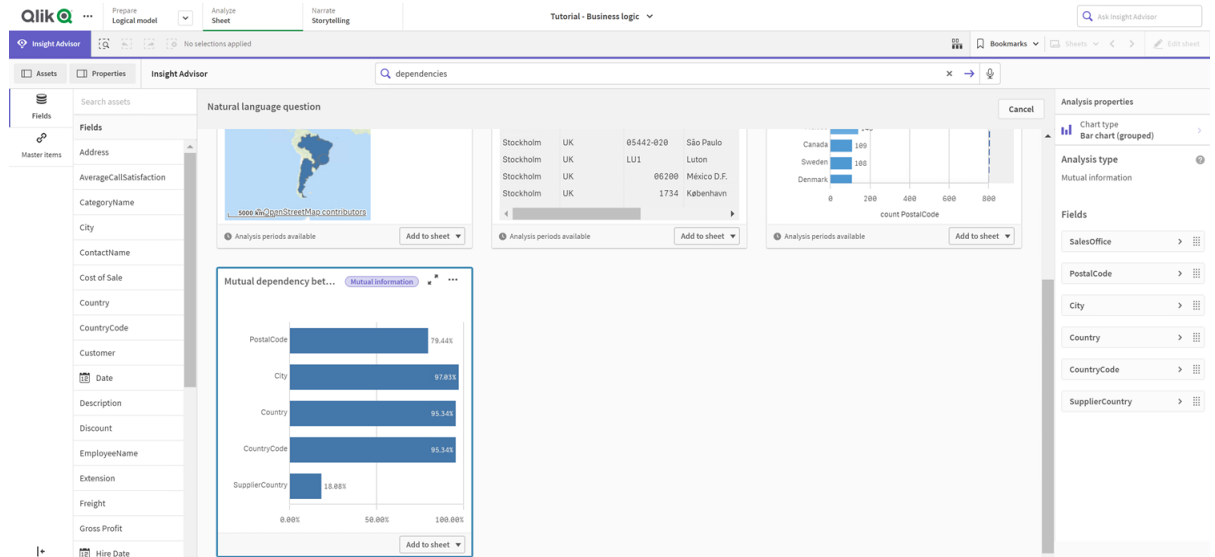 Qlik
Prepare
Logical model
Analyze
Sheet
Narrate
Storytelling
Tutorial - Business logic
Ask Insight Advisor
Insight Advisor
No selections applied
Bookmarks
Sheets
Edit sheet
Assets
Properties
Insight Advisor
dependencies
Fields
Master items
Search assets
Fields
Address
AverageCallSatisfaction
CategoryName
City
ContactName
Cost of Sale
Country
CountryCode
Customer
Date
Description
Discount
EmployeeName
Extension
Freight
Gross Profit
Hire Date
Natural language question
Cancel
5000 km
© OpenStreetMap contributors
Analysis periods available
Add to sheet
Stockholm UK 05442-020 São Paulo
Stockholm UK LU1 Luton
Stockholm UK 06200 México D.F.
Stockholm UK 1734 København
Analysis periods available
Add to sheet
Canada 109
Sweden 108
Denmark
0 200 400 600 800
count PostalCode
Analysis periods available
Add to sheet
Mutual dependency bet...
Mutual information
PostalCode 79.44%
City 97.03%
Country 95.34%
CountryCode 95.34%
SupplierCountry 18.08%
0.00% 50.00% 100.00%
Add to sheet
Analysis properties
Chart type
Bar chart (grouped)
Analysis type
Mutual information
Fields
SalesOffice
PostalCode
City
Country
CountryCode
SupplierCountry